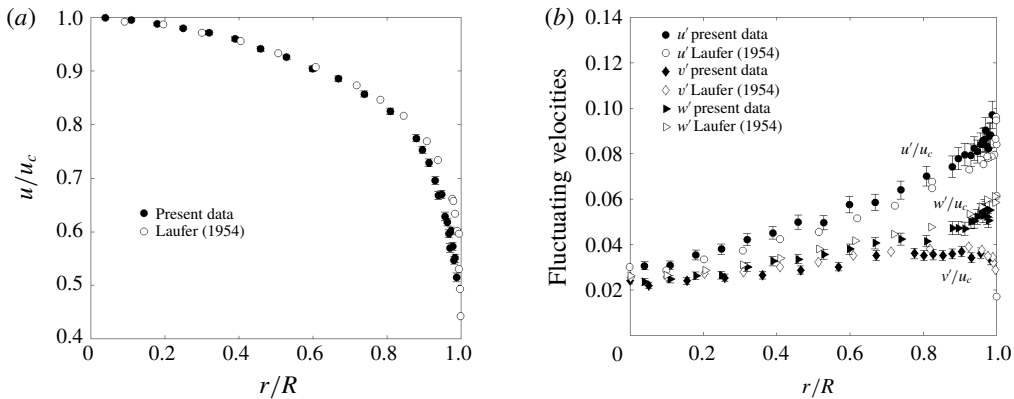 (a)
1.0
0.9
0.8
0.7
0.6
0.5
0.4
u/u_c
Present data
Laufer (1954)
0
0.2
0.4
0.6
0.8
1.0
r/R
(b)
0.14
0.12
0.10
0.08
0.06
0.04
0.02
Fluctuating velocities
u′ present data
u′ Laufer (1954)
v′ present data
v′ Laufer (1954)
w′ present data
w′ Laufer (1954)
u′/u_c
w′/u_c
v′/u_c
0
0.2
0.4
0.6
0.8
1.0
r/R